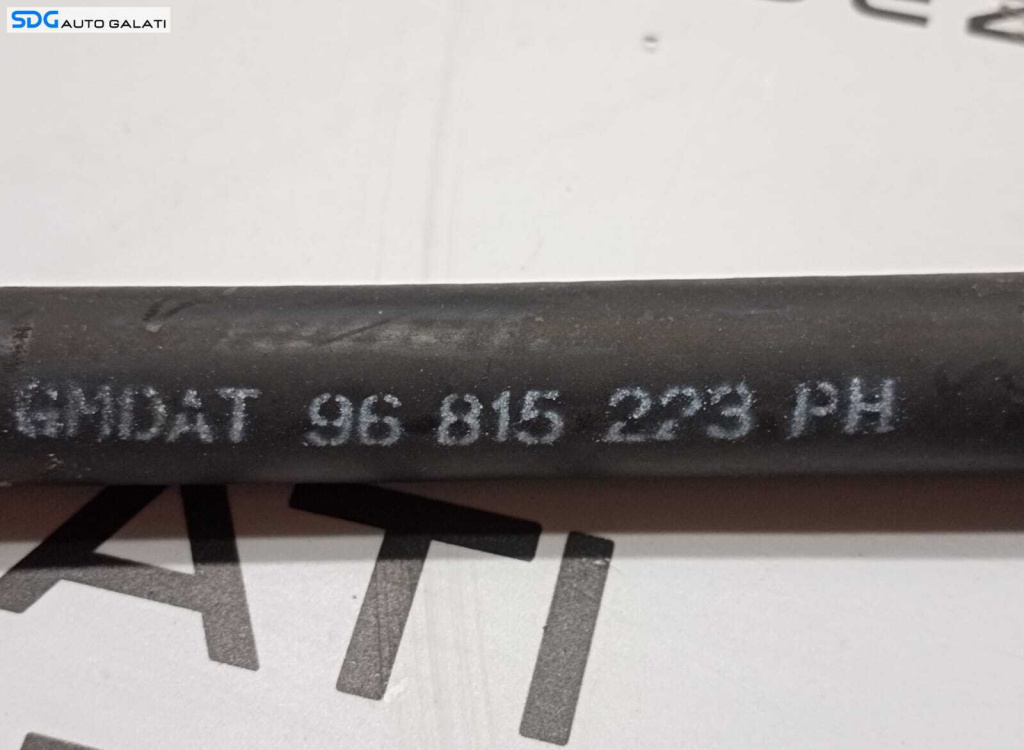 SDG AUTO GALATI
GMDAT 96 815 223 PH
ATI